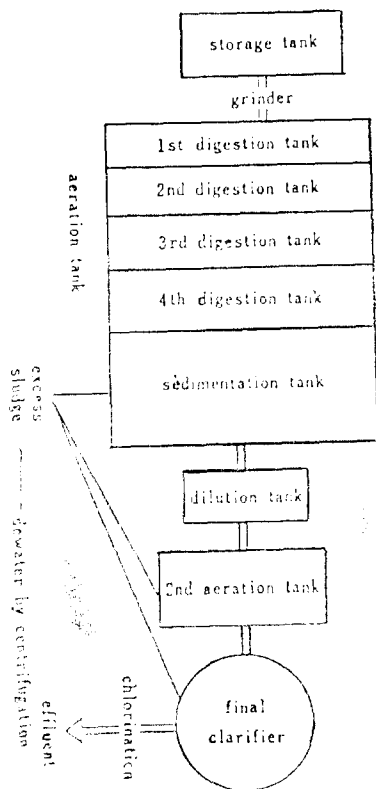 storage tank
grinder
1st digestion tank
2nd digestion tank
3rd digestion tank
4th digestion tank
aeration tank
sedimentation tank
excess
sludge
dewater by centrifugation
dilution tank
2nd aeration tank
final
clarifier
chlorination
effluent